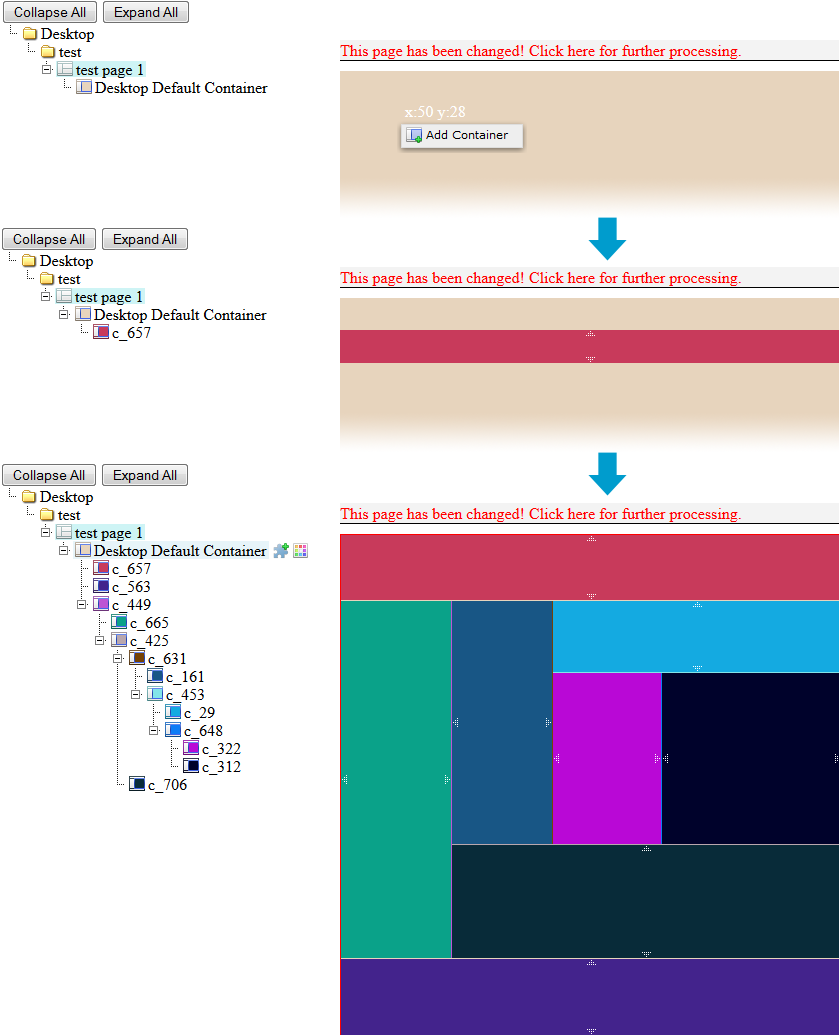 Collapse All Expand All
Desktop
test
This page has been changed! Click here for further processing.
test page 1
Desktop Default Container
x:50 y:28
Add Container
Collapse All Expand All
Desktop
test
This page has been changed! Click here for further processing.
test page 1
Desktop Default Container
c_657
Collapse All Expand All
Desktop
test
This page has been changed! Click here for further processing.
test page 1
Desktop Default Container
c_657
c_563
c_449
c_665
c_425
c_631
c_161
c_453
c_29
c_648
c_322
c_312
c_706